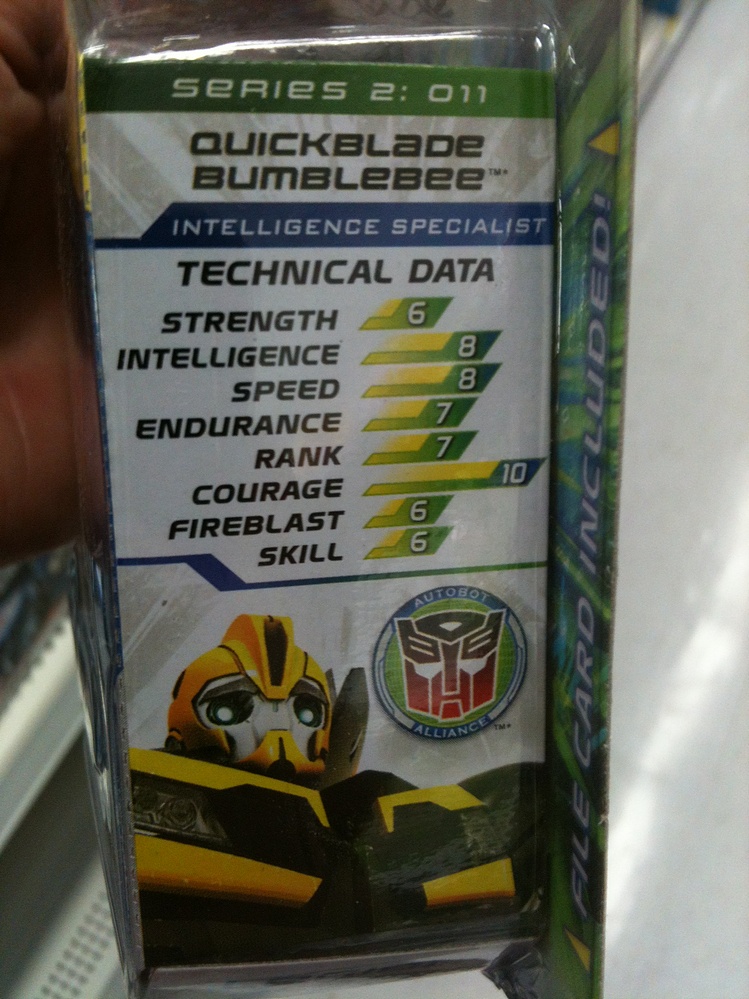 SERIES 2: 011
QUICKBLADE
BUMBLEBEE™*
INTELLIGENCE SPECIALIST
TECHNICAL DATA
STRENGTH 6
INTELLIGENCE 8
SPEED 8
ENDURANCE 7
RANK 7
COURAGE 10
FIREBLAST 6
SKILL 6
AUTOBOT
ALLIANCE ™*
FILE CARD INCLUDED!